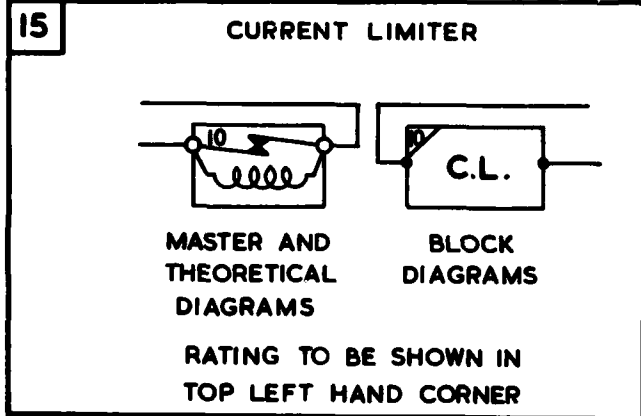 15
CURRENT LIMITER
10
10
C.L.
MASTER AND
THEORETICAL
DIAGRAMS
BLOCK
DIAGRAMS
RATING TO BE SHOWN IN
TOP LEFT HAND CORNER